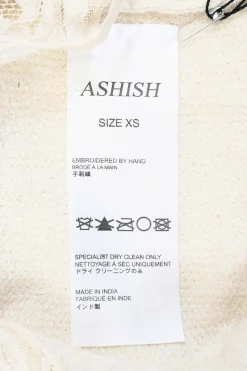 ASHISH
SIZE XS
EMBROIDERED BY HAND
BRODÉ À LA MAIN
手刺繍
SPECIALIST DRY CLEAN ONLY
NETTOYAGE À SEC UNIQUEMENT
ドライ クリーニングのみ
MADE IN INDIA
FABRIQUÉ EN INDE
インド製